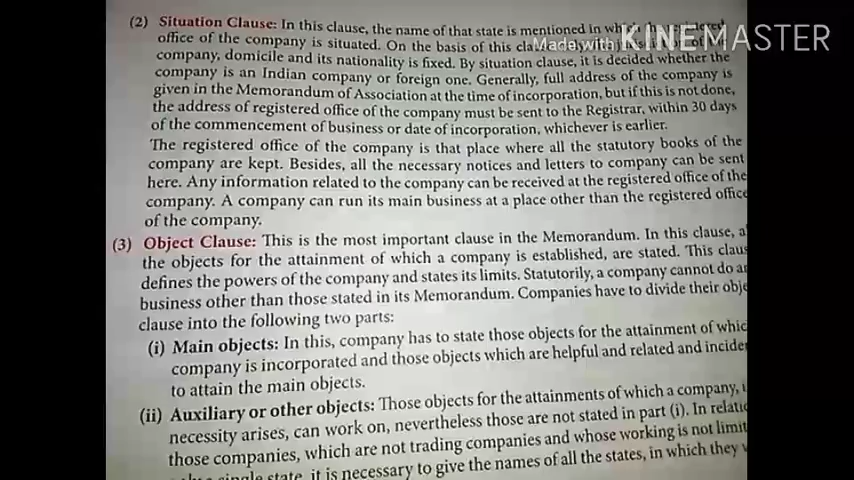 Made with KINEMASTER
(2) Situation Clause: In this clause, the name of that state is mentioned in
office of the company is situated. On the basis of this
company, domicile and its nationality is fixed. By situation clause, it is decided whether the
company is an Indian company or foreign one. Generally, full address of the company is
given in the Memorandum of Association at the time of incorporation, but if this is not done,
the address of registered office of the company must be sent to the Registrar, within 30 days
of the commencement of business or date of incorporation, whichever is earlier.
The registered office of the company is that place where all the statutory books of the
company are kept. Besides, all the necessary notices and letters to company can be sent
here. Any information related to the company can be received at the registered office of the
company. A company can run its main business at a place other than the registered office
of the company.
(3) Object Clause: This is the most important clause in the Memorandum. In this clause, a
the objects for the attainment of which a company is established, are stated. This claus
defines the powers of the company and states its limits. Statutorily, a company cannot do a
business other than those stated in its Memorandum. Companies have to divide their obje
clause into the following two parts:
(i) Main objects: In this, company has to state those objects for the attainment of whic
company is incorporated and those objects which are helpful and related and incide
to attain the main objects.
(ii) Auxiliary or other objects: Those objects for the attainments of which a company, i
necessity arises, can work on, nevertheless those are not stated in part (i). In relatio
those companies, which are not trading companies and whose working is not limit
single state, it is necessary to give the names of all the states, in which they